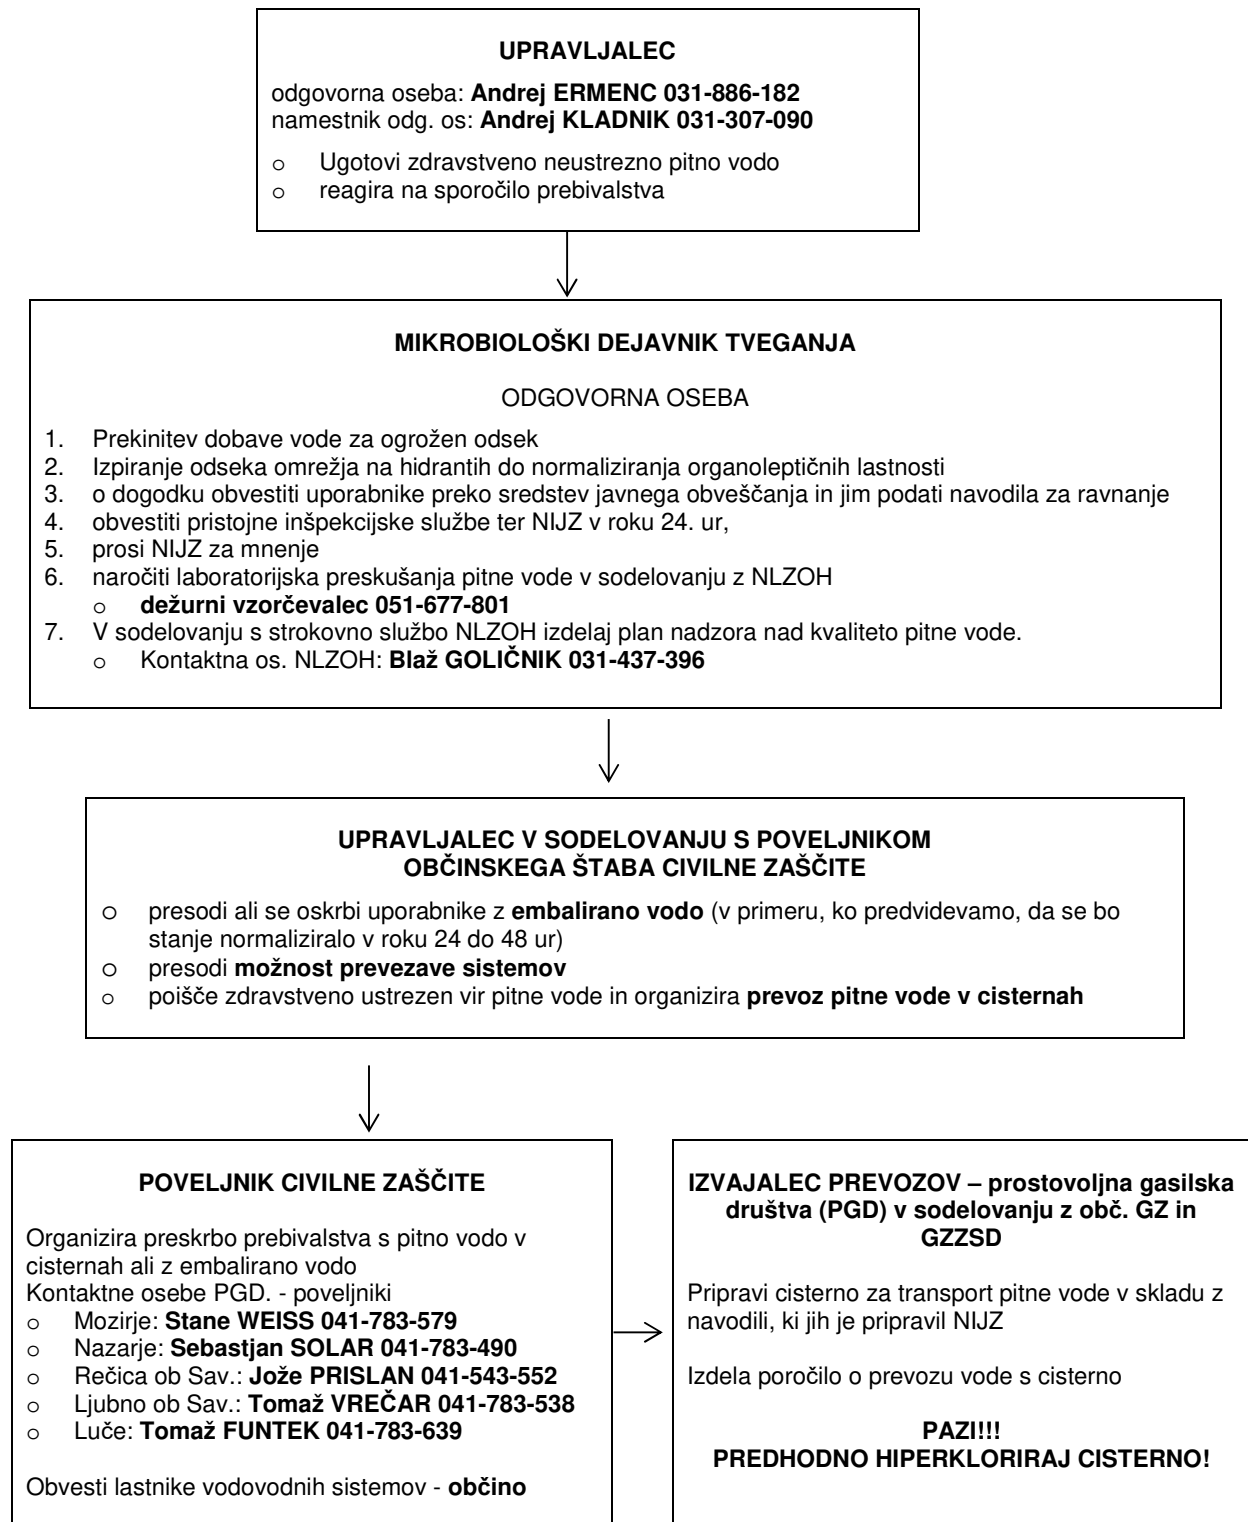 UPRAVLJALEC
odgovorna oseba: Andrej ERMENC 031-886-182
namestnik odg. os: Andrej KLADNIK 031-307-090
o Ugotovi zdravstveno neustrezno pitno vodo
o reagira na sporočilo prebivalstva
MIKROBIOLOŠKI DEJAVNIK TVEGANJA
ODGOVORNA OSEBA
1. Prekinitev dobave vode za ogrožen odsek
2. Izpiranje odseka omrežja na hidrantih do normaliziranja organoleptičnih lastnosti
3. o dogodku obvestiti uporabnike preko sredstev javnega obveščanja in jim podati navodila za ravnanje
4. obvestiti pristojne inšpekcijske službe ter NIJZ v roku 24. ur,
5. prosi NIJZ za mnenje
6. naročiti laboratorijska preskušanja pitne vode v sodelovanju z NLZOH
o dežurni vzorčevalec 051-677-801
7. V sodelovanju s strokovno službo NLZOH izdelaj plan nadzora nad kvaliteto pitne vode.
o Kontaktna os. NLZOH: Blaž GOLIČNIK 031-437-396
UPRAVLJALEC V SODELOVANJU S POVELJNIKOM
OBČINSKEGA ŠTABA CIVILNE ZAŠČITE
o presodi ali se oskrbi uporabnike z embalirano vodo (v primeru, ko predvidevamo, da se bo
stanje normaliziralo v roku 24 do 48 ur)
o presodi možnost prevezave sistemov
o poišče zdravstveno ustrezen vir pitne vode in organizira prevoz pitne vode v cisternah
POVELJNIK CIVILNE ZAŠČITE
Organizira preskrbo prebivalstva s pitno vodo v
cisternah ali z embalirano vodo
Kontaktne osebe PGD. - poveljniki
o Mozirje: Stane WEISS 041-783-579
o Nazarje: Sebastjan SOLAR 041-783-490
o Rečica ob Sav.: Jože PRISLAN 041-543-552
o Ljubno ob Sav.: Tomaž VREČAR 041-783-538
o Luče: Tomaž FUNTEK 041-783-639
Obvesti lastnike vodovodnih sistemov - občino
IZVAJALEC PREVOZOV – prostovoljna gasilska
društva (PGD) v sodelovanju z obč. GZ in
GZZSD
Pripravi cisterno za transport pitne vode v skladu z
navodili, ki jih je pripravil NIJZ
Izdela poročilo o prevozu vode s cisterno
PAZI!!!
PREDHODNO HIPERKLORIRAJ CISTERNO!